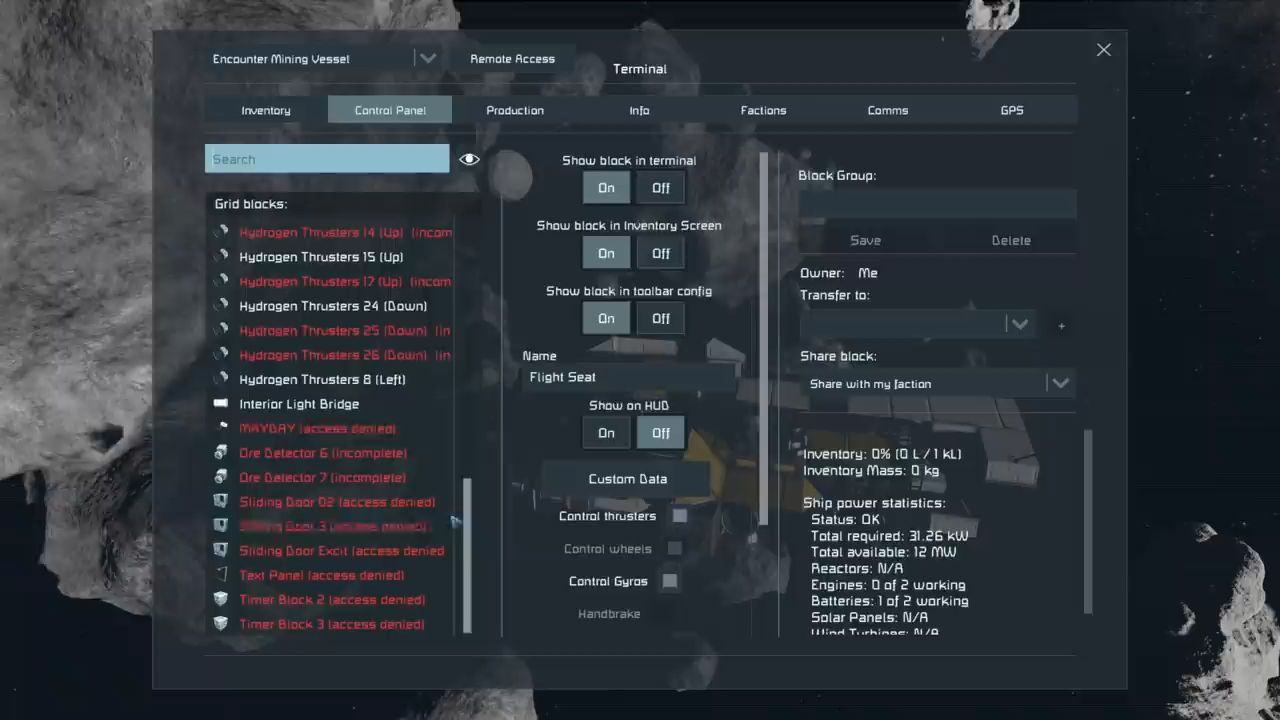 Encounter Mining Vessel
Remote Access
Terminal
Inventory
Control Panel
Production
Info
Factions
Comms
GPS
Search
Grid blocks:
Hydrogen Thrusters 14 (Up) (incom
Hydrogen Thrusters 15 (Up)
Hydrogen Thrusters 17 (Up) (incom
Hydrogen Thrusters 24 (Down)
Hydrogen Thrusters 25 (Down) (in
Hydrogen Thrusters 26 (Down) (in
Hydrogen Thrusters 8 (Left)
Interior Light Bridge
MAYDAY (access denied)
Ore Detector 6 (incomplete)
Ore Detector 7 (incomplete)
Sliding Door 02 (access denied)
Sliding Door 3 (access denied)
Sliding Door Excit (access denied
Text Panel (access denied)
Timer Block 2 (access denied)
Timer Block 3 (access denied)
Show block in terminal
On Off
Show block in Inventory Screen
On Off
Show block in toolbar config
On Off
Name
Flight Seat
Show on HUD
On Off
Custom Data
Control thrusters
Control wheels
Control Gyros
Handbrake
Block Group:
Save Delete
Owner: Me
Transfer to:
+
Share block:
Share with my faction
Inventory: 0% (0 L / 1 kL)
Inventory Mass: 0 kg
Ship power statistics:
Status: OK
Total required: 31.26 kW
Total available: 12 MW
Reactors: N/A
Engines: 0 of 2 working
Batteries: 1 of 2 working
Solar Panels: N/A
Wind Turbines: N/A